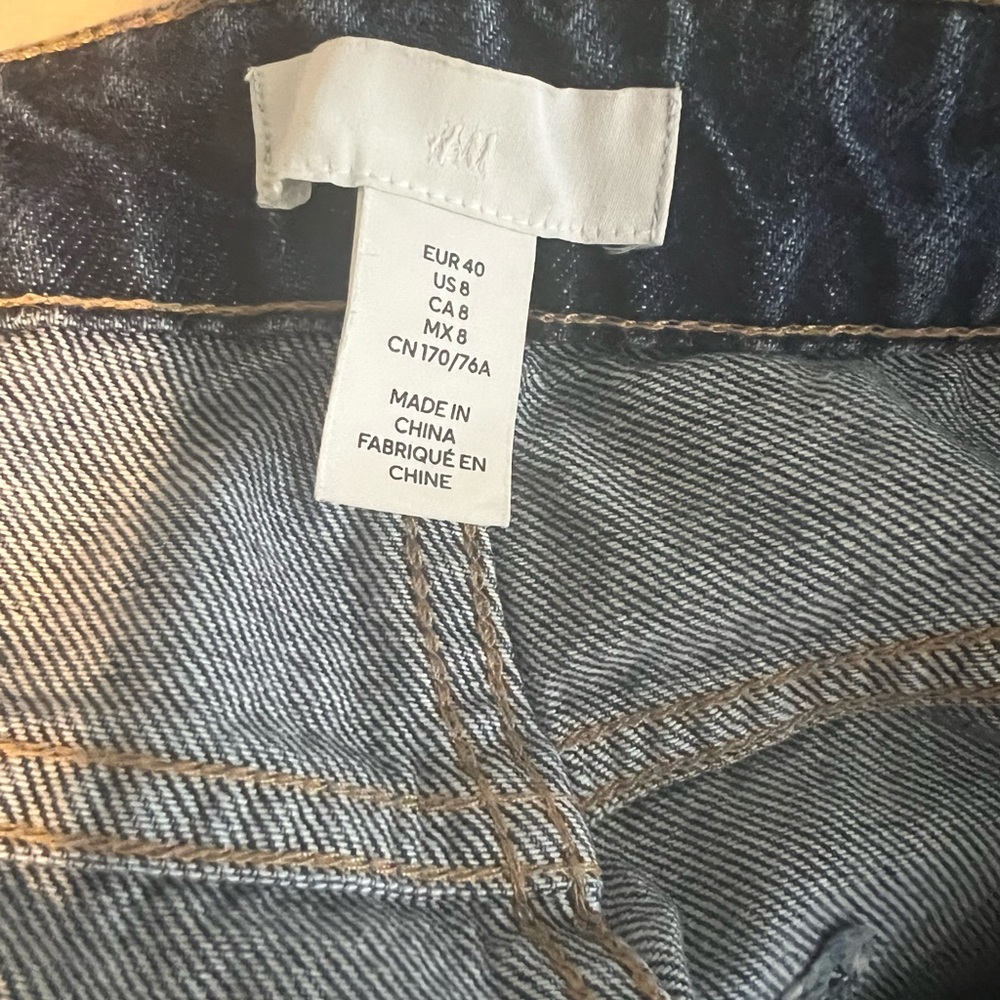 H&M
EUR 40
US 8
CA 8
MX 8
CN 170/76A
MADE IN
CHINA
FABRIQUÉ EN
CHINE